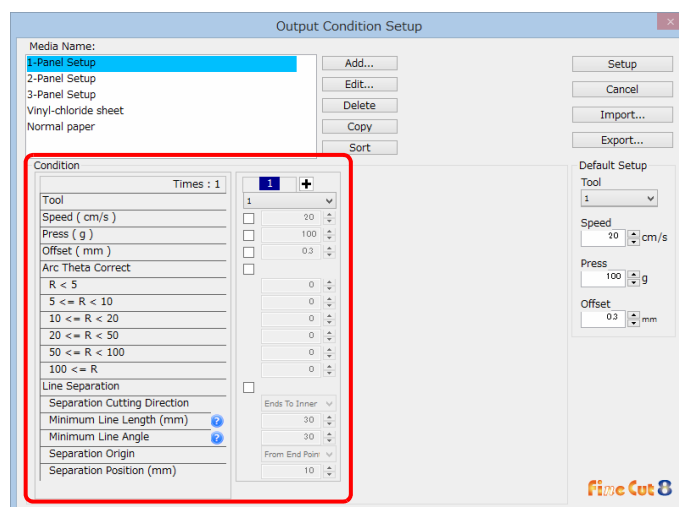 Output Condition Setup
Media Name:
1-Panel Setup
2-Panel Setup
3-Panel Setup
Vinyl-chloride sheet
Normal paper
Add...
Edit...
Delete
Copy
Sort
Setup
Cancel
Import...
Export...
Condition
Times : 1
1 +
Tool 1
Speed ( cm/s ) 20
Press ( g ) 100
Offset ( mm ) 0.3
Arc Theta Correct
R < 5 0
5 <= R < 10 0
10 <= R < 20 0
20 <= R < 50 0
50 <= R < 100 0
100 <= R 0
Line Separation
Separation Cutting Direction Ends To Inner
Minimum Line Length (mm) ? 30
Minimum Line Angle ? 30
Separation Origin From End Poin
Separation Position (mm) 10
Default Setup
Tool
1
Speed
20 cm/s
Press
100 g
Offset
0.3 mm
Fine Cut 8